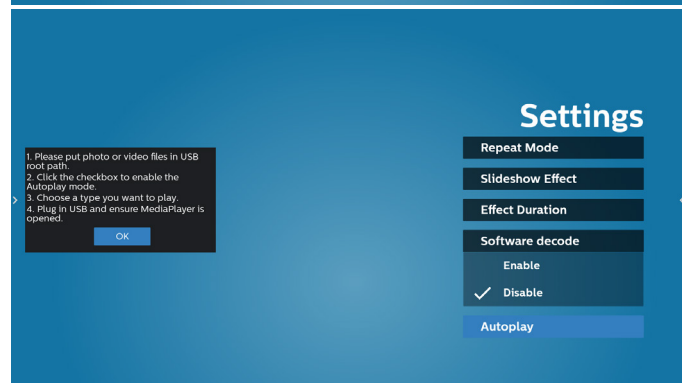 Settings
1. Please put photo or video files in USB
root path.
2. Click the checkbox to enable the
Autoplay mode.
3. Choose a type you want to play.
4. Plug in USB and ensure MediaPlayer is
opened.
OK
Repeat Mode
Slideshow Effect
Effect Duration
Software decode
Enable
Disable
Autoplay